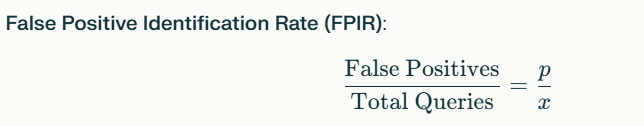 False Positive Identification Rate (FPIR):
False Positives / Total Queries = p / x